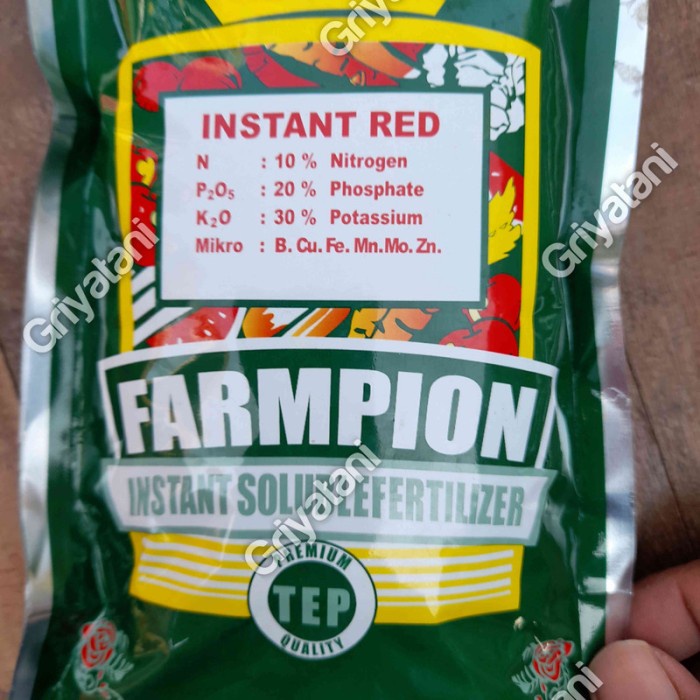 Griyatani
INSTANT RED
N : 10 % Nitrogen
P₂O₅ : 20 % Phosphate
Griyatani
K₂O : 30 % Potassium
Griyatani
Mikro : B. Cu. Fe. Mn.Mo. Zn.
FARMPION
INSTANT SOLUBLEFERTILIZER
Griyatani
PREMIUM
TEP
QUALITY
Griyatani
Griyatani